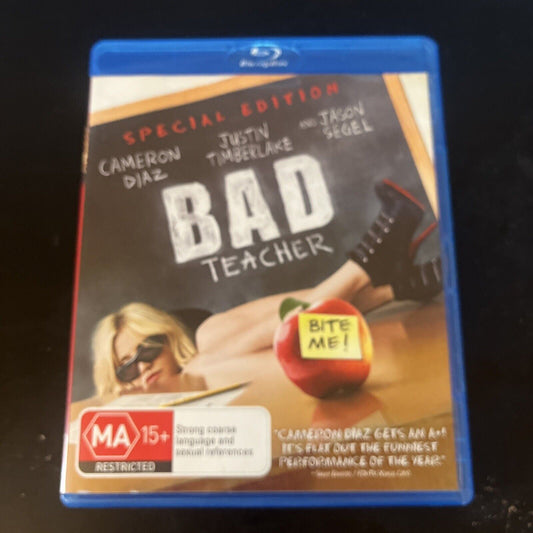 Blu-ray Disc
SPECIAL EDITION
CAMERON DIAZ
JUSTIN TIMBERLAKE
AND JASON SEGEL
BAD
TEACHER
BITE
ME!
MA 15+
RESTRICTED
Strong coarse
language and
sexual references
"CAMERON DIAZ GETS AN A+!
IT'S FLAT OUT THE FUNNIEST
PERFORMANCE OF THE YEAR."